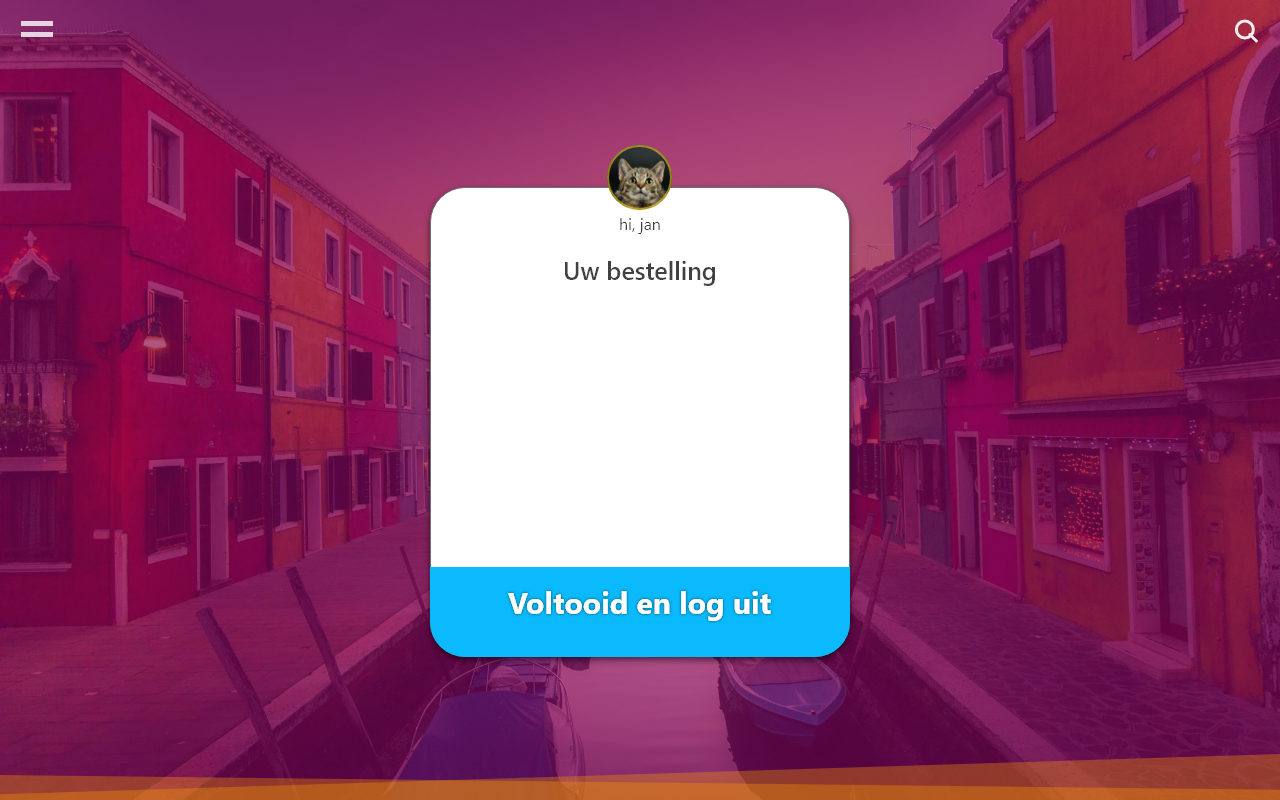 hi, jan
Uw bestelling
Voltooid en log uit